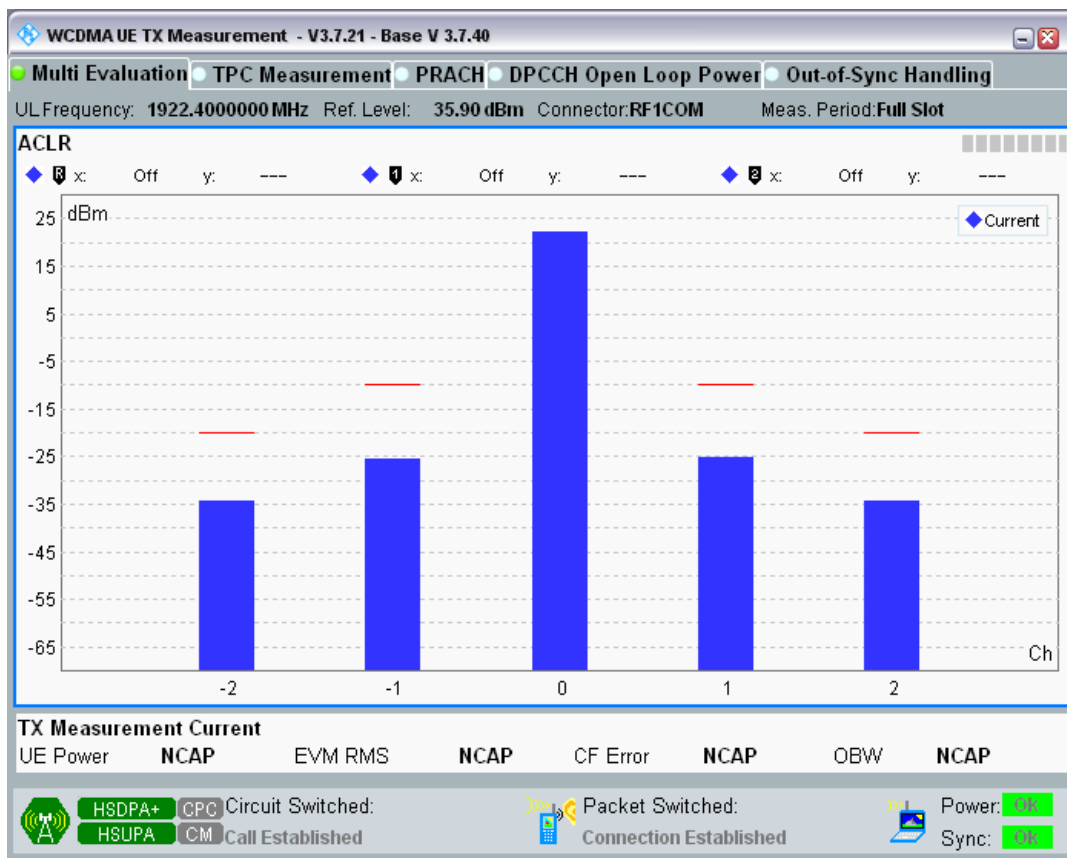 WCDMA UE TX Measurement - V3.7.21 - Base V 3.7.40
Multi Evaluation TPC Measurement PRACH DPCCH Open Loop Power Out-of-Sync Handling
UL Frequency: 1922.4000000 MHz Ref. Level: 35.90 dBm Connector:RF1COM Meas. Period:Full Slot
ACLR
R x: Off y: --- 1 x: Off y: --- 2 x: Off y: ---
dBm
Current
25
15
5
-5
-15
-25
-35
-45
-55
-65
Ch
-2 -1 0 1 2
TX Measurement Current
UE Power NCAP EVM RMS NCAP CF Error NCAP OBW NCAP
HSDPA+ CPC Circuit Switched: Packet Switched: Power: OK
HSUPA CM Call Established Connection Established Sync: OK